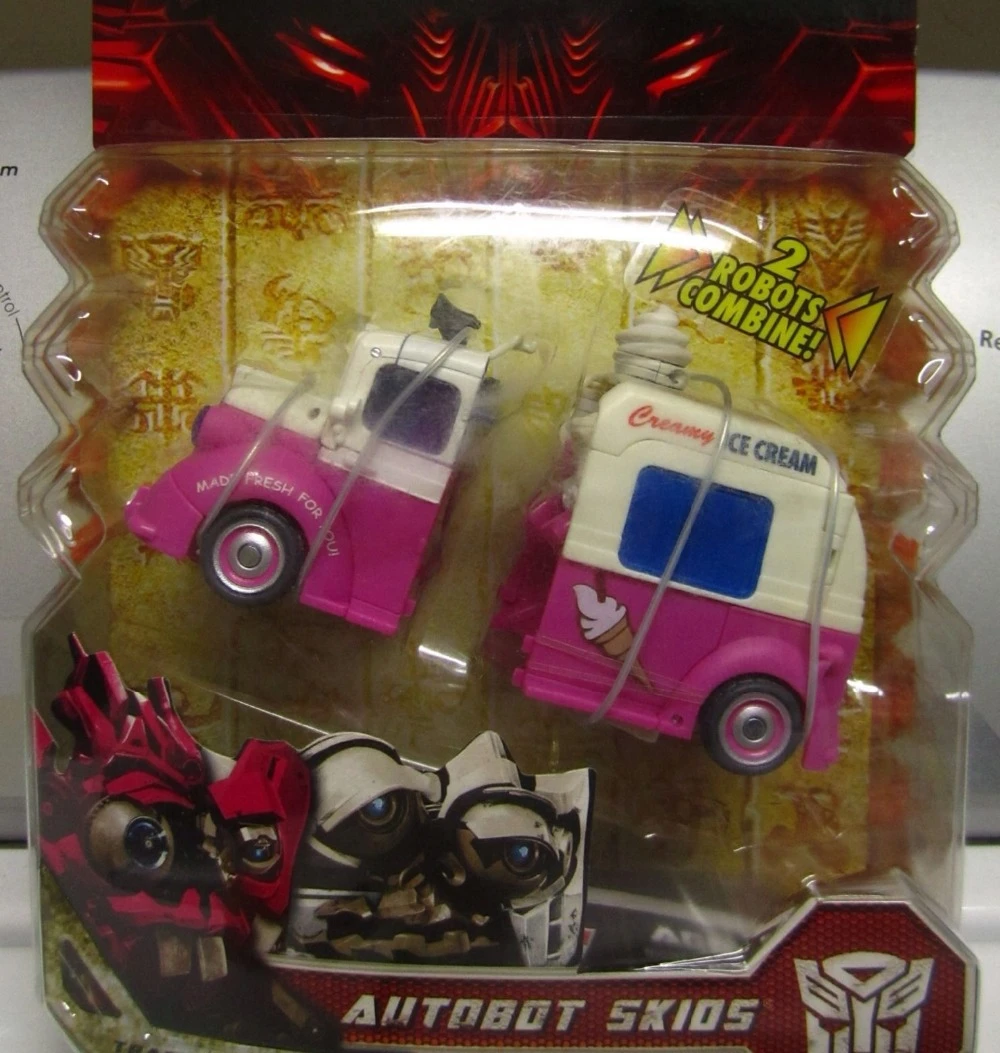 2
ROBOTS
COMBINE!
Creamy ICE CREAM
MADE FRESH FOR YOU!
AUTOBOT SKIDS